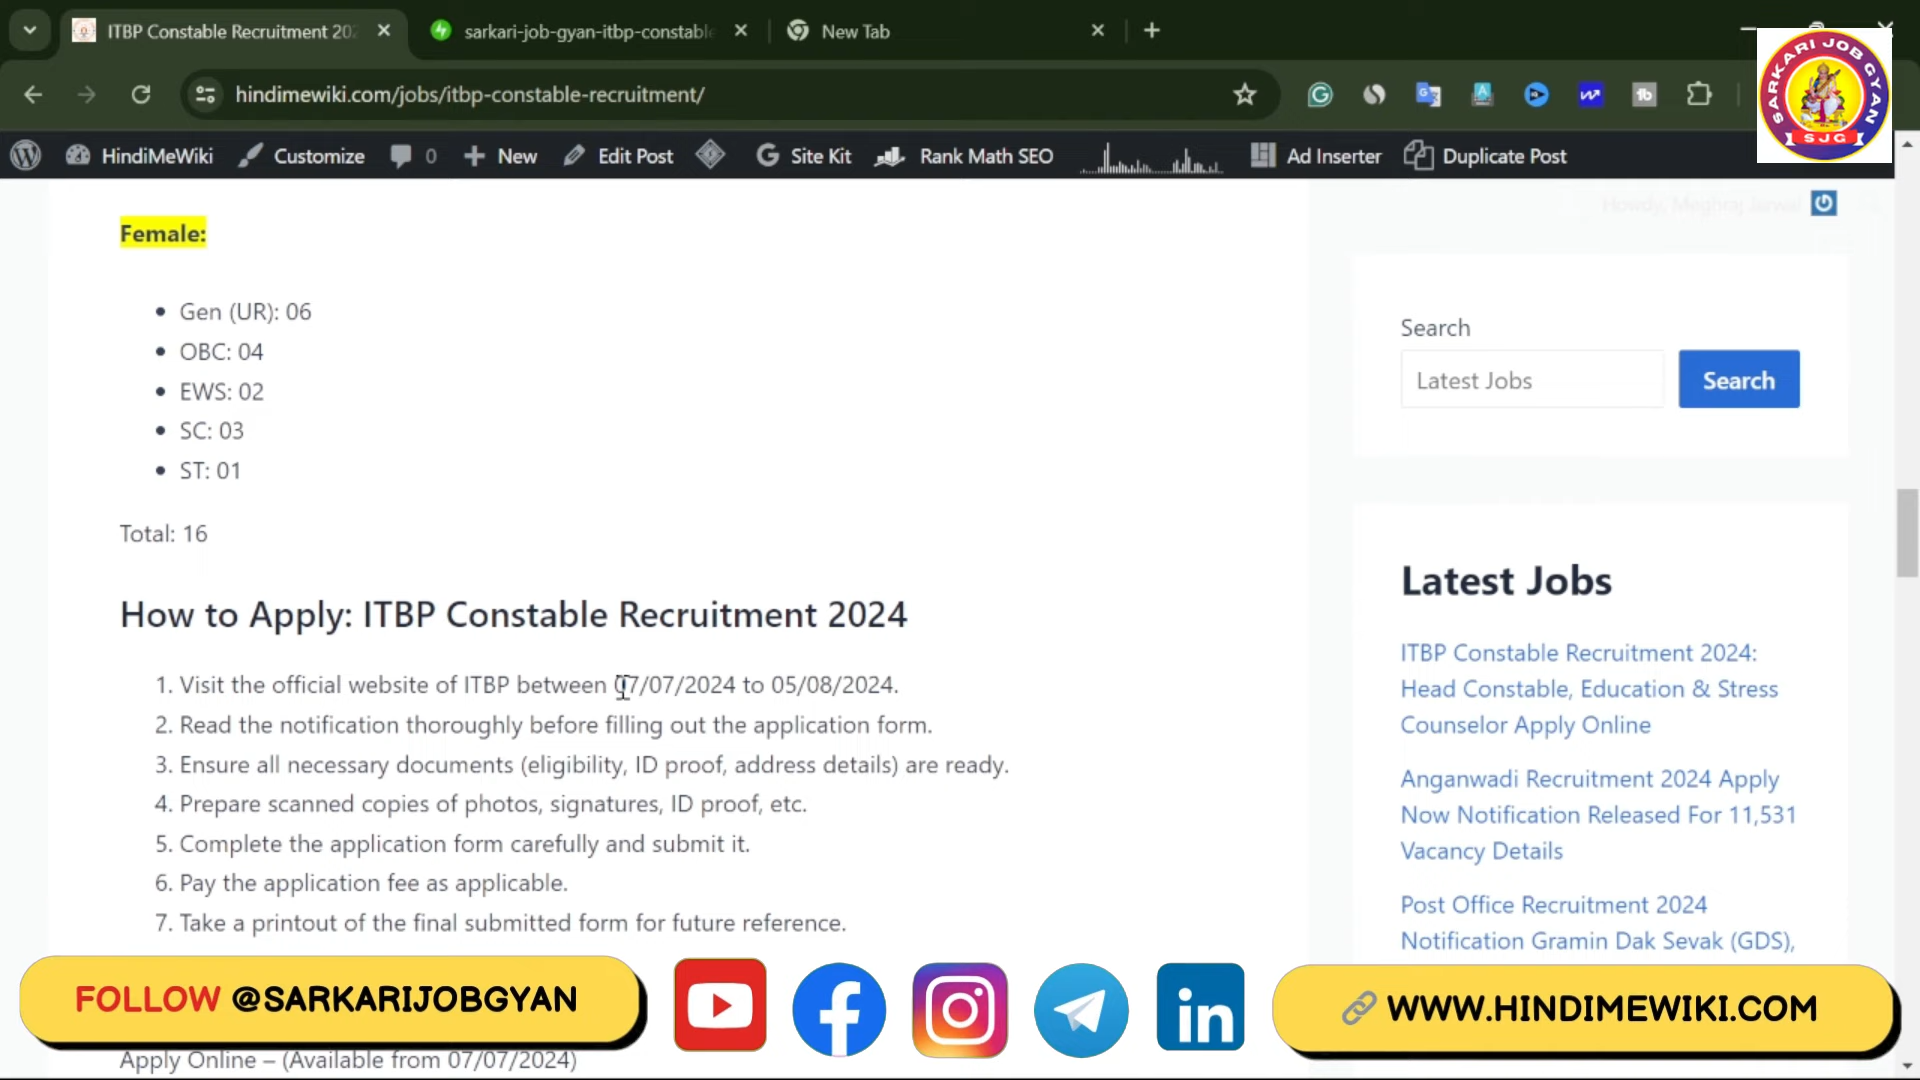 ITBP Constable Recruitment 202
sarkari-job-gyan-itbp-constable
New Tab
hindimewiki.com/jobs/itbp-constable-recruitment/
SARKARI JOB GYAN
SJG
HindiMeWiki
Customize
0
New
Edit Post
Site Kit
Rank Math SEO
Ad Inserter
Duplicate Post
Howdy, Meghraj
Female:
• Gen (UR): 06
• OBC: 04
• EWS: 02
• SC: 03
• ST: 01
Total: 16
How to Apply: ITBP Constable Recruitment 2024
1. Visit the official website of ITBP between 07/07/2024 to 05/08/2024.
2. Read the notification thoroughly before filling out the application form.
3. Ensure all necessary documents (eligibility, ID proof, address details) are ready.
4. Prepare scanned copies of photos, signatures, ID proof, etc.
5. Complete the application form carefully and submit it.
6. Pay the application fee as applicable.
7. Take a printout of the final submitted form for future reference.
Apply Online – (Available from 07/07/2024)
Search
Latest Jobs
Search
Latest Jobs
ITBP Constable Recruitment 2024:
Head Constable, Education & Stress
Counselor Apply Online
Anganwadi Recruitment 2024 Apply
Now Notification Released For 11,531
Vacancy Details
Post Office Recruitment 2024
Notification Gramin Dak Sevak (GDS),
FOLLOW @SARKARIJOBGYAN
in
WWW.HINDIMEWIKI.COM